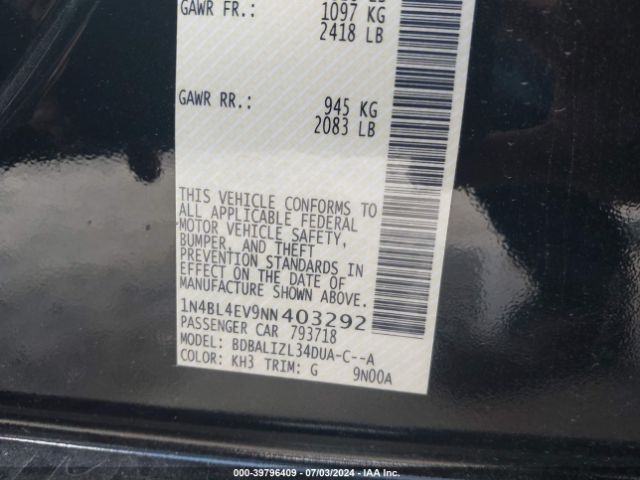 GAWR FR.: 1097 KG
2418 LB
GAWR RR.: 945 KG
2083 LB
THIS VEHICLE CONFORMS TO
ALL APPLICABLE FEDERAL
MOTOR VEHICLE SAFETY,
BUMPER, AND THEFT
PREVENTION STANDARDS IN
EFFECT ON THE DATE OF
MANUFACTURE SHOWN ABOVE.
1N4BL4EV9NN403292
PASSENGER CAR 793718
MODEL: BDBALIZL34DUA-C--A
COLOR: KH3 TRIM: G 9N00A
000-39796409 - 07/03/2024 - IAA Inc.